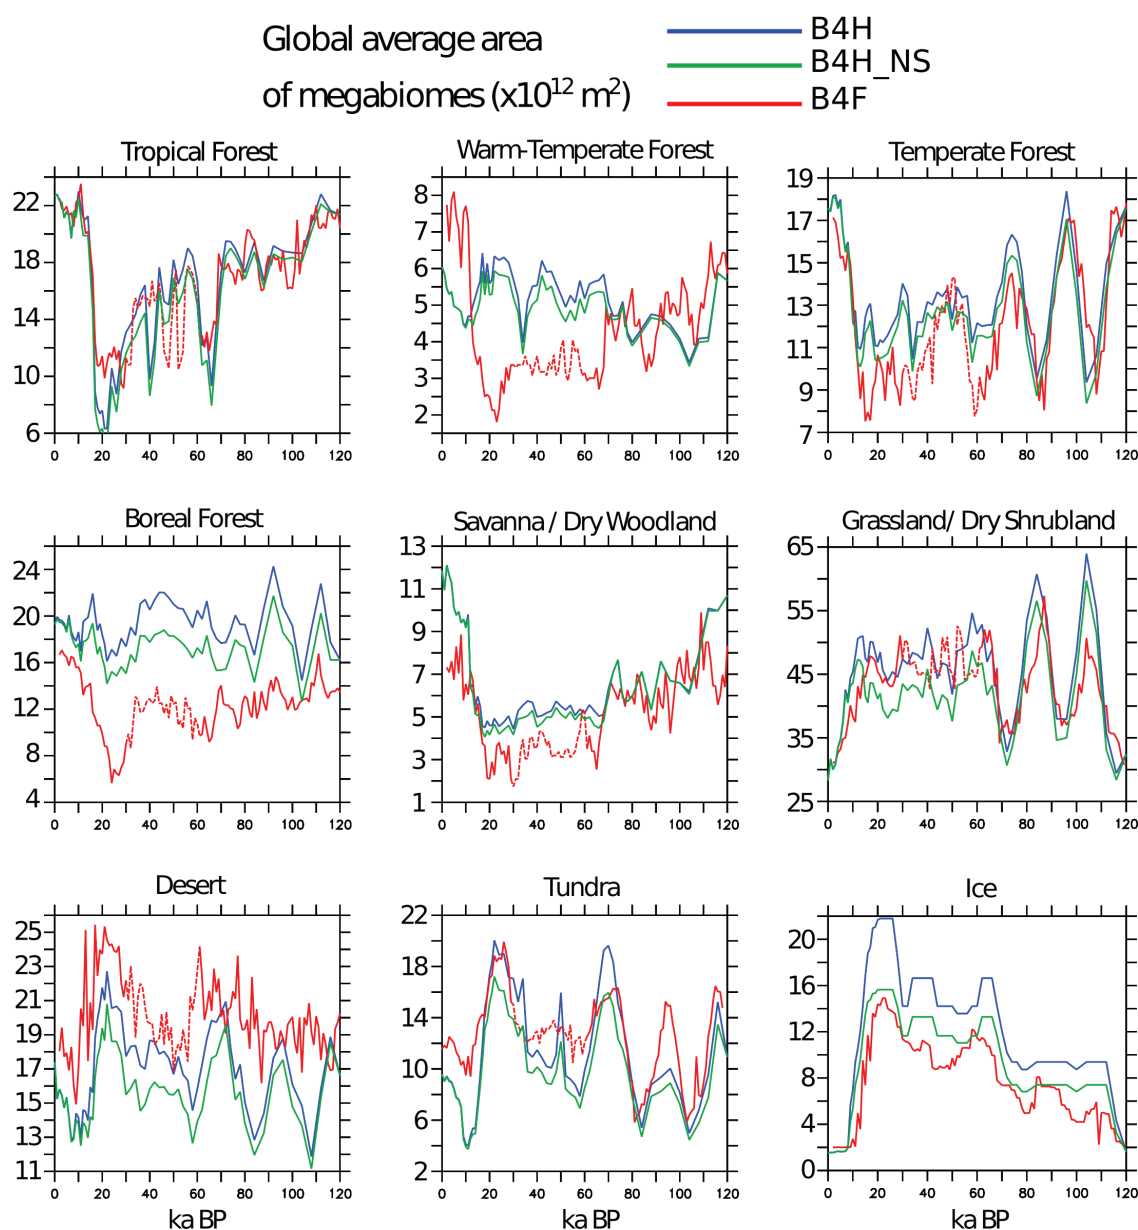 Global average area
of megabiomes (x10¹² m²)
B4H
B4H_NS
B4F
Tropical Forest
22
18
14
10
6
0 20 40 60 80 100 120
Warm-Temperate Forest
8
7
6
5
4
3
2
0 20 40 60 80 100 120
Temperate Forest
19
17
15
13
11
9
7
0 20 40 60 80 100 120
Boreal Forest
24
20
16
12
8
4
0 20 40 60 80 100 120
Savanna / Dry Woodland
13
11
9
7
5
3
1
0 20 40 60 80 100 120
Grassland/ Dry Shrubland
65
55
45
35
25
0 20 40 60 80 100 120
Desert
25
23
21
19
17
15
13
11
0 20 40 60 80 100 120
ka BP
Tundra
22
18
14
10
6
2
0 20 40 60 80 100 120
ka BP
Ice
20
16
12
8
4
0
0 20 40 60 80 100 120
ka BP